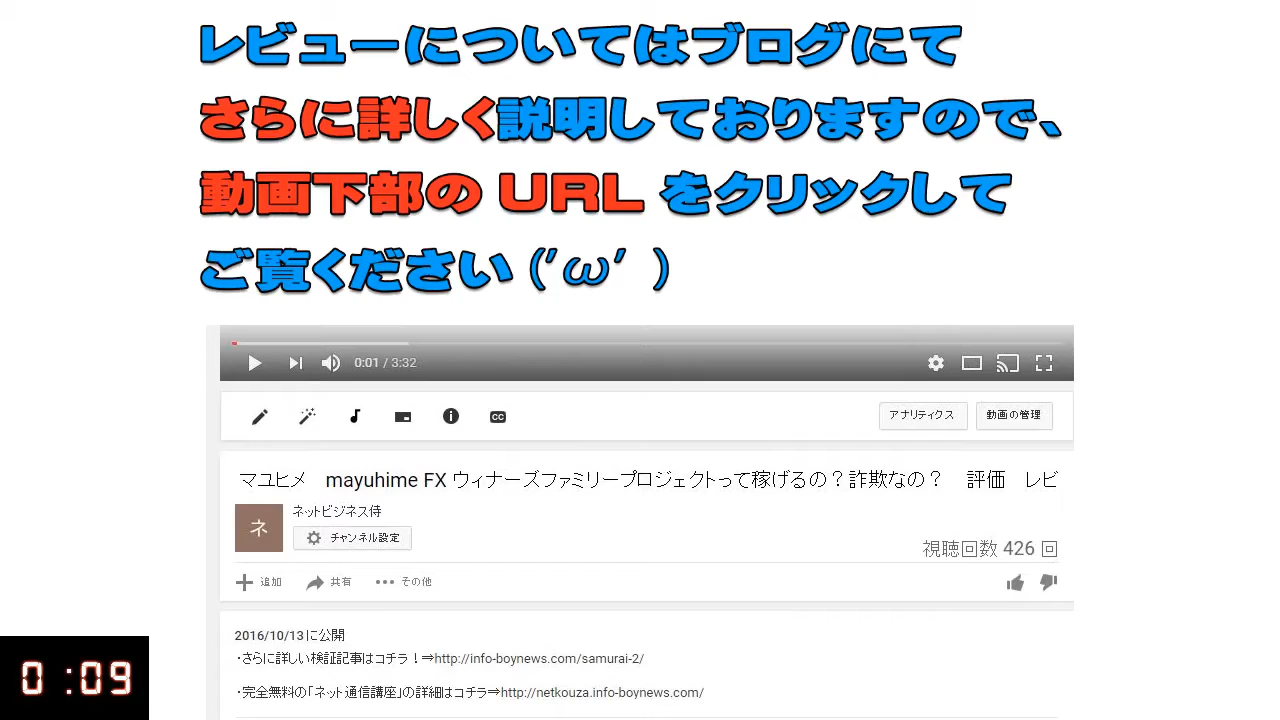 レビューについてはブログにて
さらに詳しく説明しておりますので、
動画下部の URL をクリックして
ご覧ください ('ω' )
0:01 / 3:32
CC
アナリティクス 動画の管理
マユヒメ mayuhime FX ウィナーズファミリープロジェクトって稼げるの？詐欺なの？ 評価 レビ
ネ ネットビジネス侍
チャンネル設定
視聴回数 426 回
追加 共有 その他
2016/10/13 に公開
・さらに詳しい検証記事はコチラ！⇒http://info-boynews.com/samurai-2/
・完全無料の「ネット通信講座」の詳細はコチラ⇒http://netkouza.info-boynews.com/
0:09